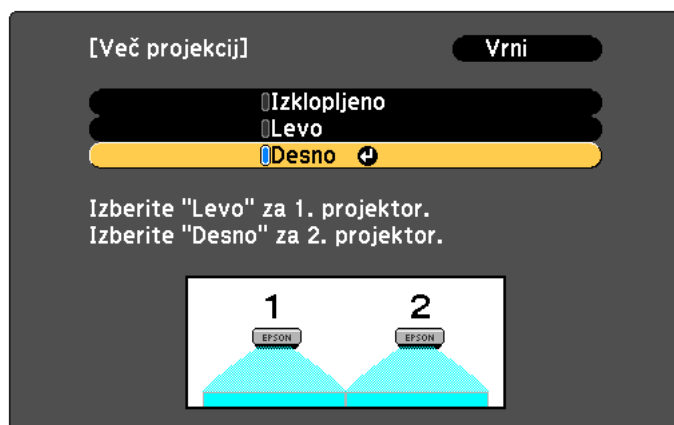 [Več projekcij]
Vrni
Izklopljeno
Levo
Desno
Izberite "Levo" za 1. projektor.
Izberite "Desno" za 2. projektor.
1 2
EPSON EPSON